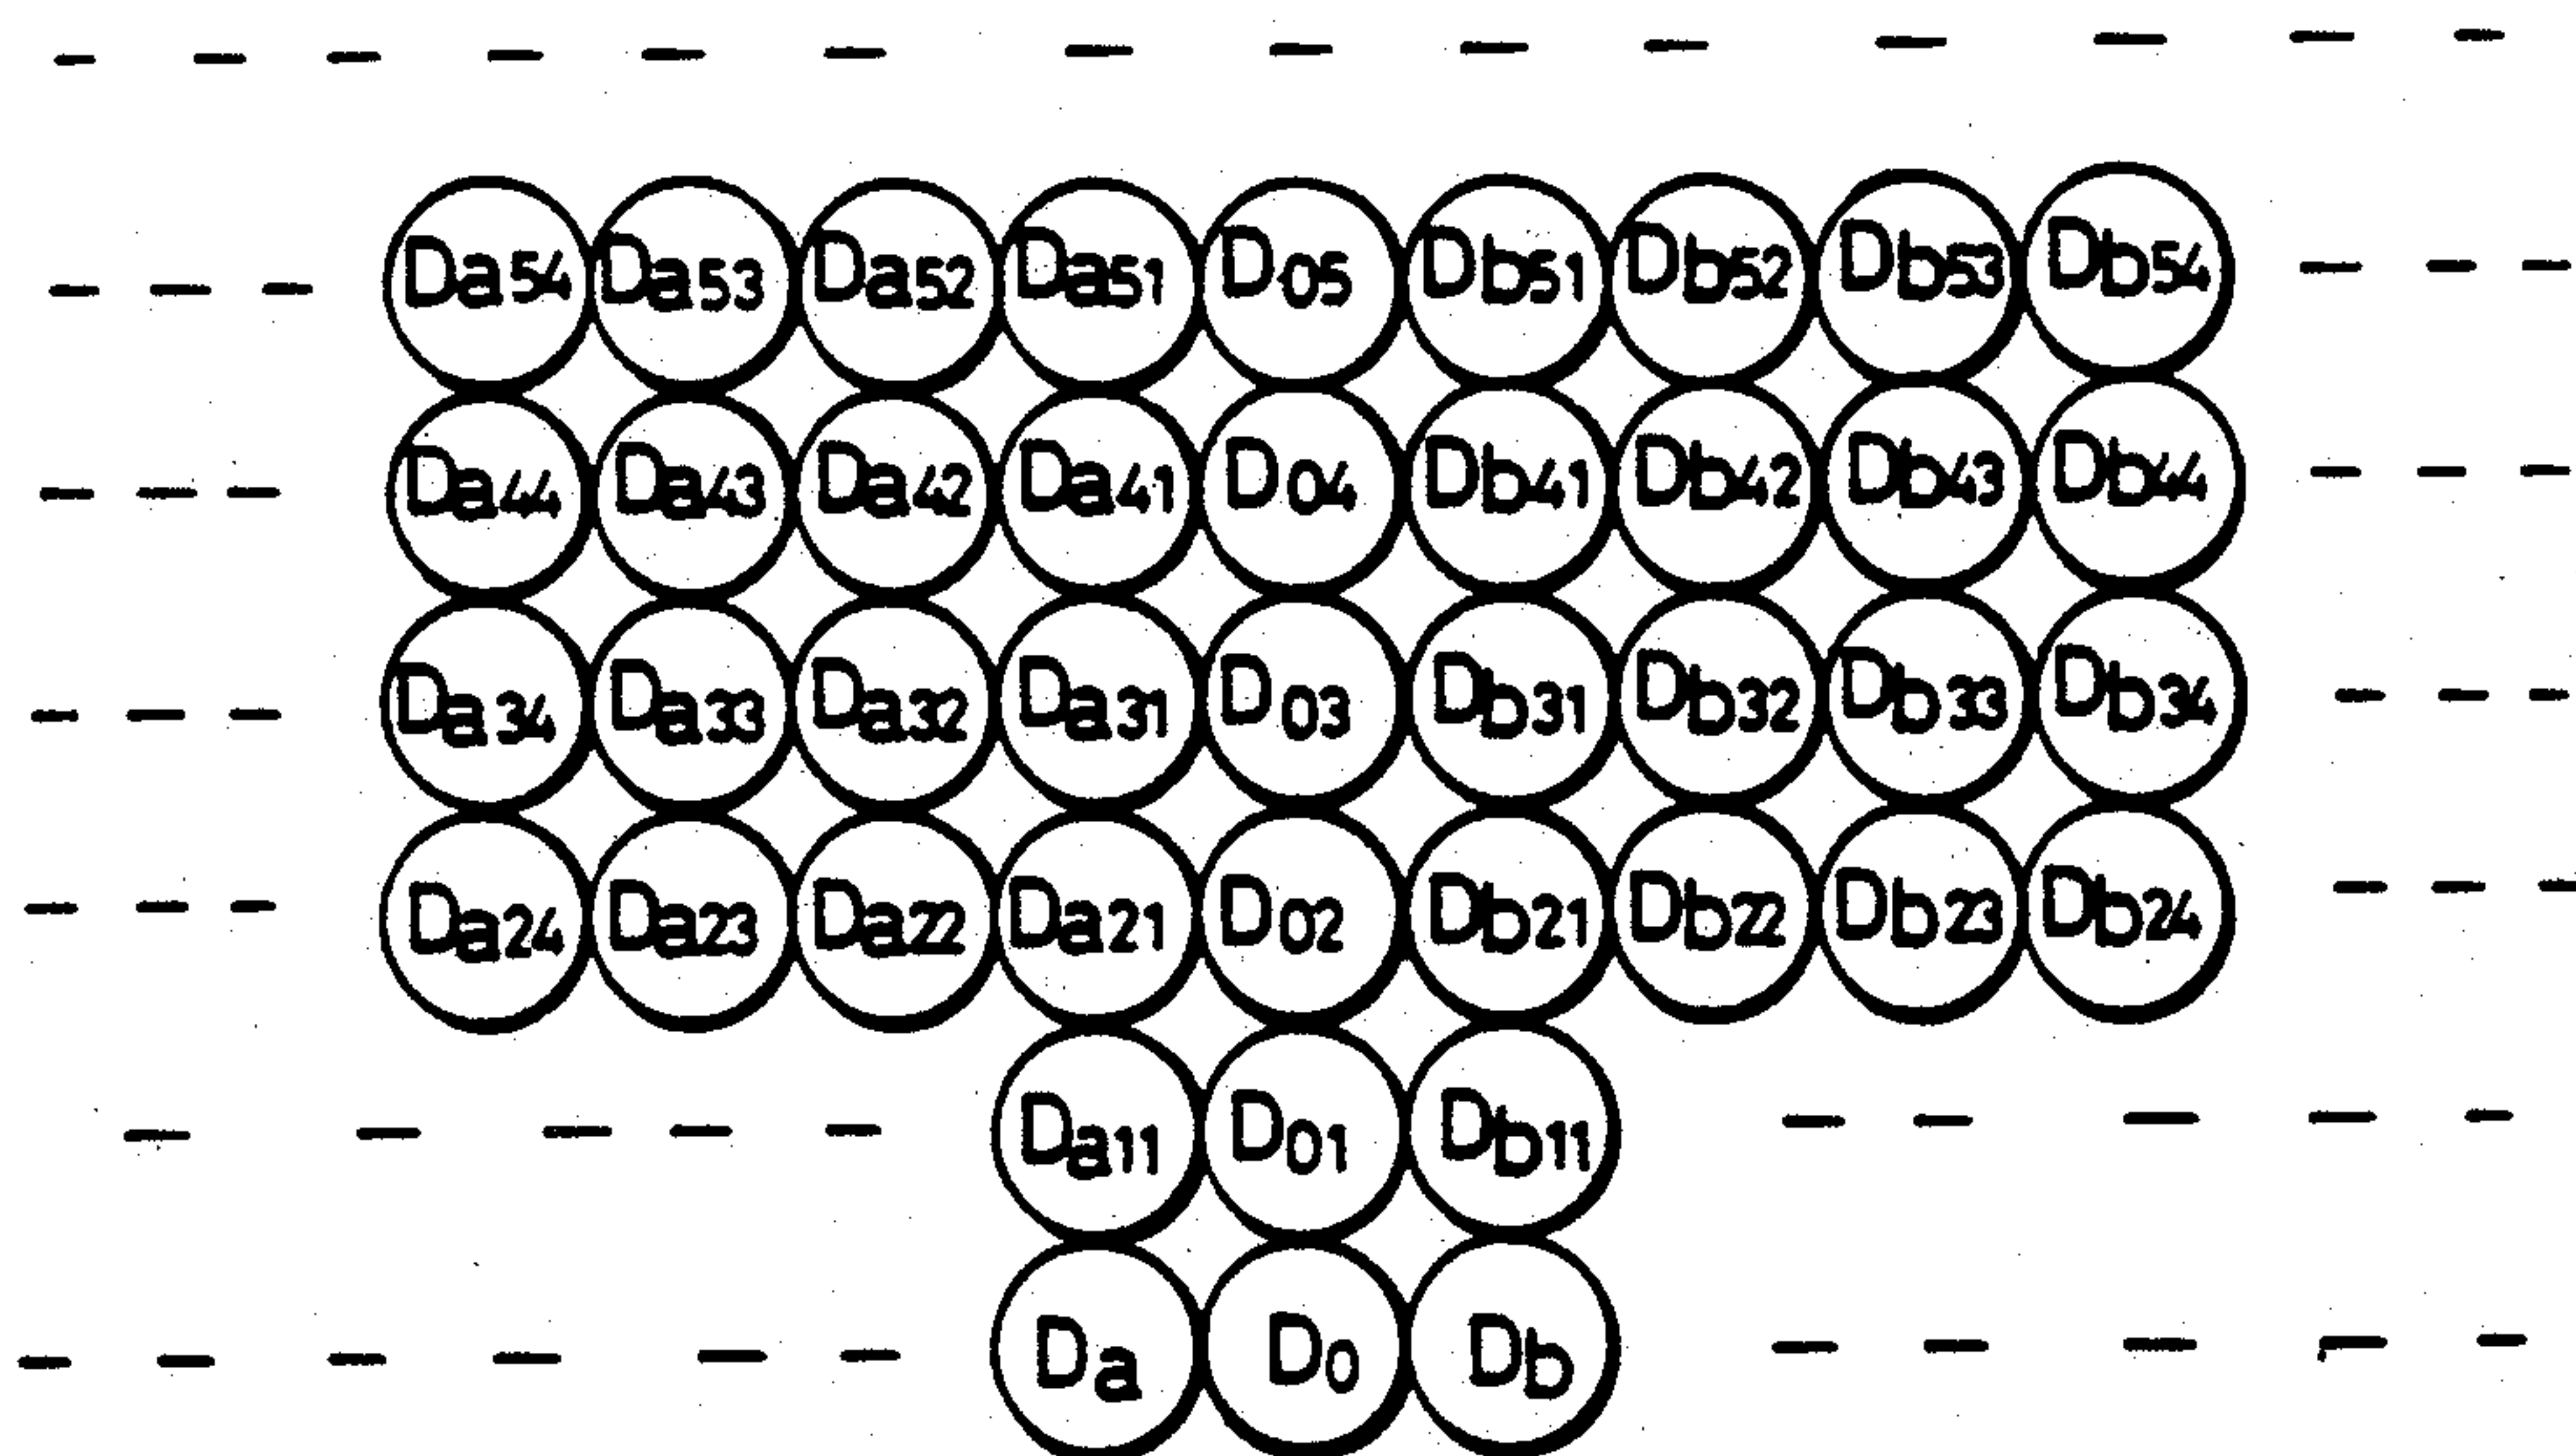 Da54 Da53 Da52 Da51 D05 Db51 Db52 Db53 Db54
Da44 Da43 Da42 Da41 D04 Db41 Db42 Db43 Db44
Da34 Da33 Da32 Da31 D03 Db31 Db32 Db33 Db34
Da24 Da23 Da22 Da21 D02 Db21 Db22 Db23 Db24
Da11 D01 Db11
Da D0 Db